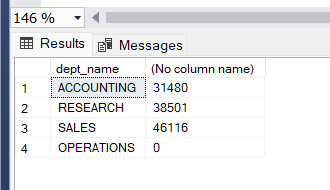 146 %
Results Messages
dept_name (No column name)
1 ACCOUNTING 31480
2 RESEARCH 38501
3 SALES 46116
4 OPERATIONS 0